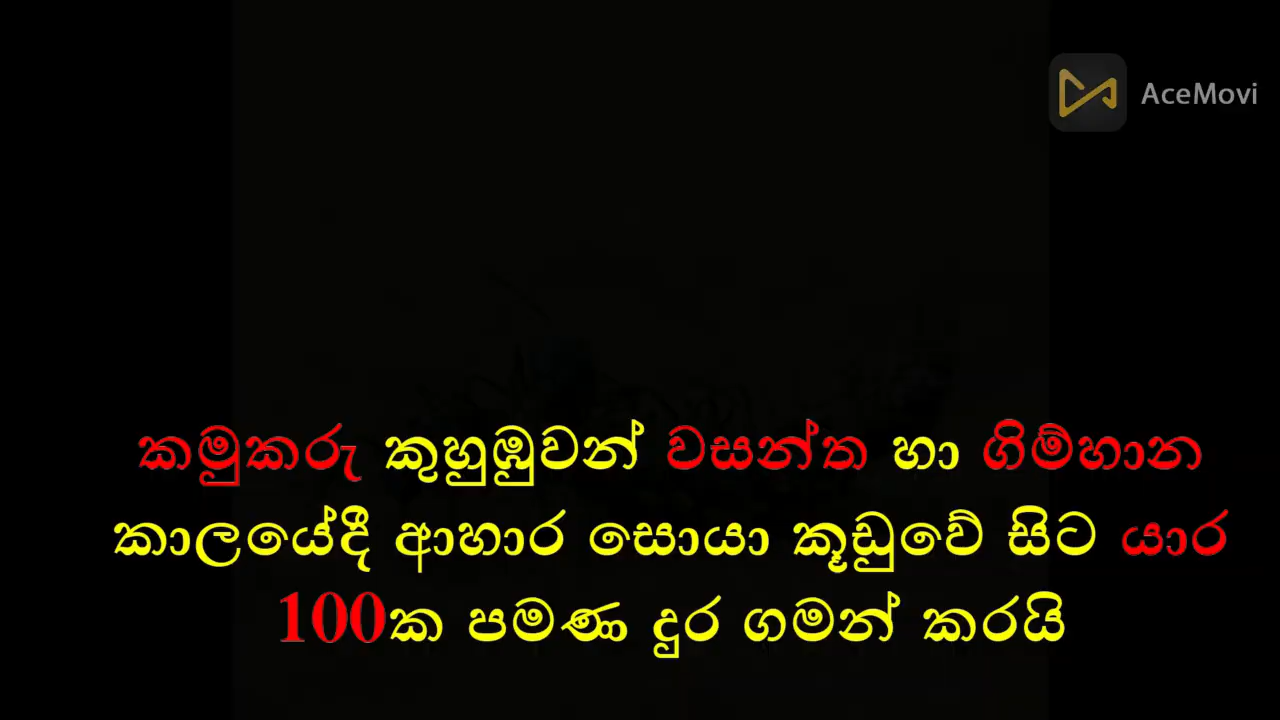 AceMovi
කමුකරු කුහුඹුවන් වසන්ත හා ගිම්හාන
කාලයේදී ආහාර සොයා කූඩුවේ සිට යාර
100ක පමණ දුර ගමන් කරයි